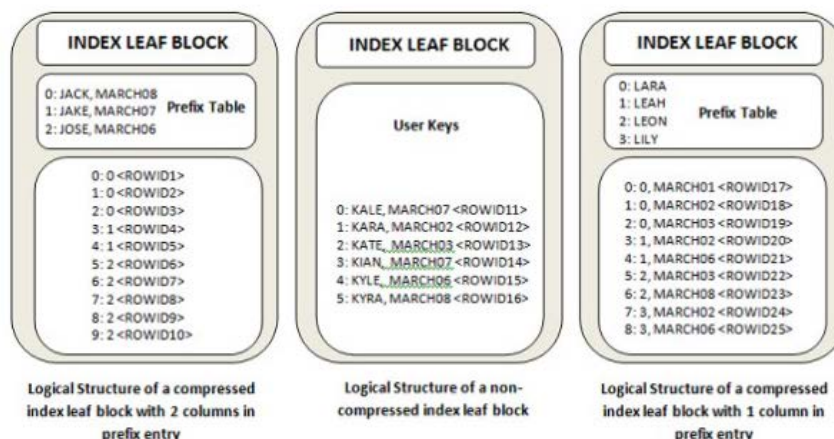 INDEX LEAF BLOCK
0: JACK, MARCH08
1: JAKE, MARCH07
2: JOSE, MARCH06
Prefix Table
0: 0 <ROWID1>
1: 0 <ROWID2>
2: 0 <ROWID3>
3: 1 <ROWID4>
4: 1 <ROWID5>
5: 2 <ROWID6>
6: 2 <ROWID7>
7: 2 <ROWID8>
8: 2 <ROWID9>
9: 2 <ROWID10>
Logical Structure of a compressed
index leaf block with 2 columns in
prefix entry
INDEX LEAF BLOCK
User Keys
0: KALE, MARCH07 <ROWID11>
1: KARA, MARCH02 <ROWID12>
2: KATE, MARCH03 <ROWID13>
3: KIAN, MARCH07 <ROWID14>
4: KYLE, MARCH06 <ROWID15>
5: KYRA, MARCH08 <ROWID16>
Logical Structure of a non-
compressed index leaf block
INDEX LEAF BLOCK
0: LARA
1: LEAH
2: LEON
3: LILY
Prefix Table
0: 0, MARCH01 <ROWID17>
1: 0, MARCH02 <ROWID18>
2: 0, MARCH03 <ROWID19>
3: 1, MARCH02 <ROWID20>
4: 1, MARCH06 <ROWID21>
5: 2, MARCH03 <ROWID22>
6: 2, MARCH08 <ROWID23>
7: 3, MARCH02 <ROWID24>
8: 3, MARCH06 <ROWID25>
Logical Structure of a compressed
index leaf block with 1 column in
prefix entry